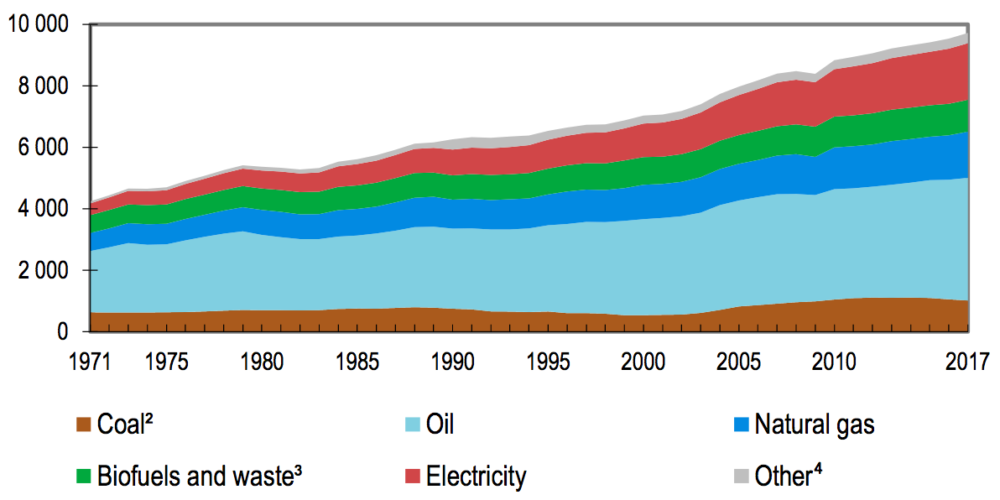 10 000
8 000
6 000
4 000
2 000
0
1971 1975 1980 1985 1990 1995 2000 2005 2010 2017
Coal² Oil Natural gas
Biofuels and waste³ Electricity Other⁴